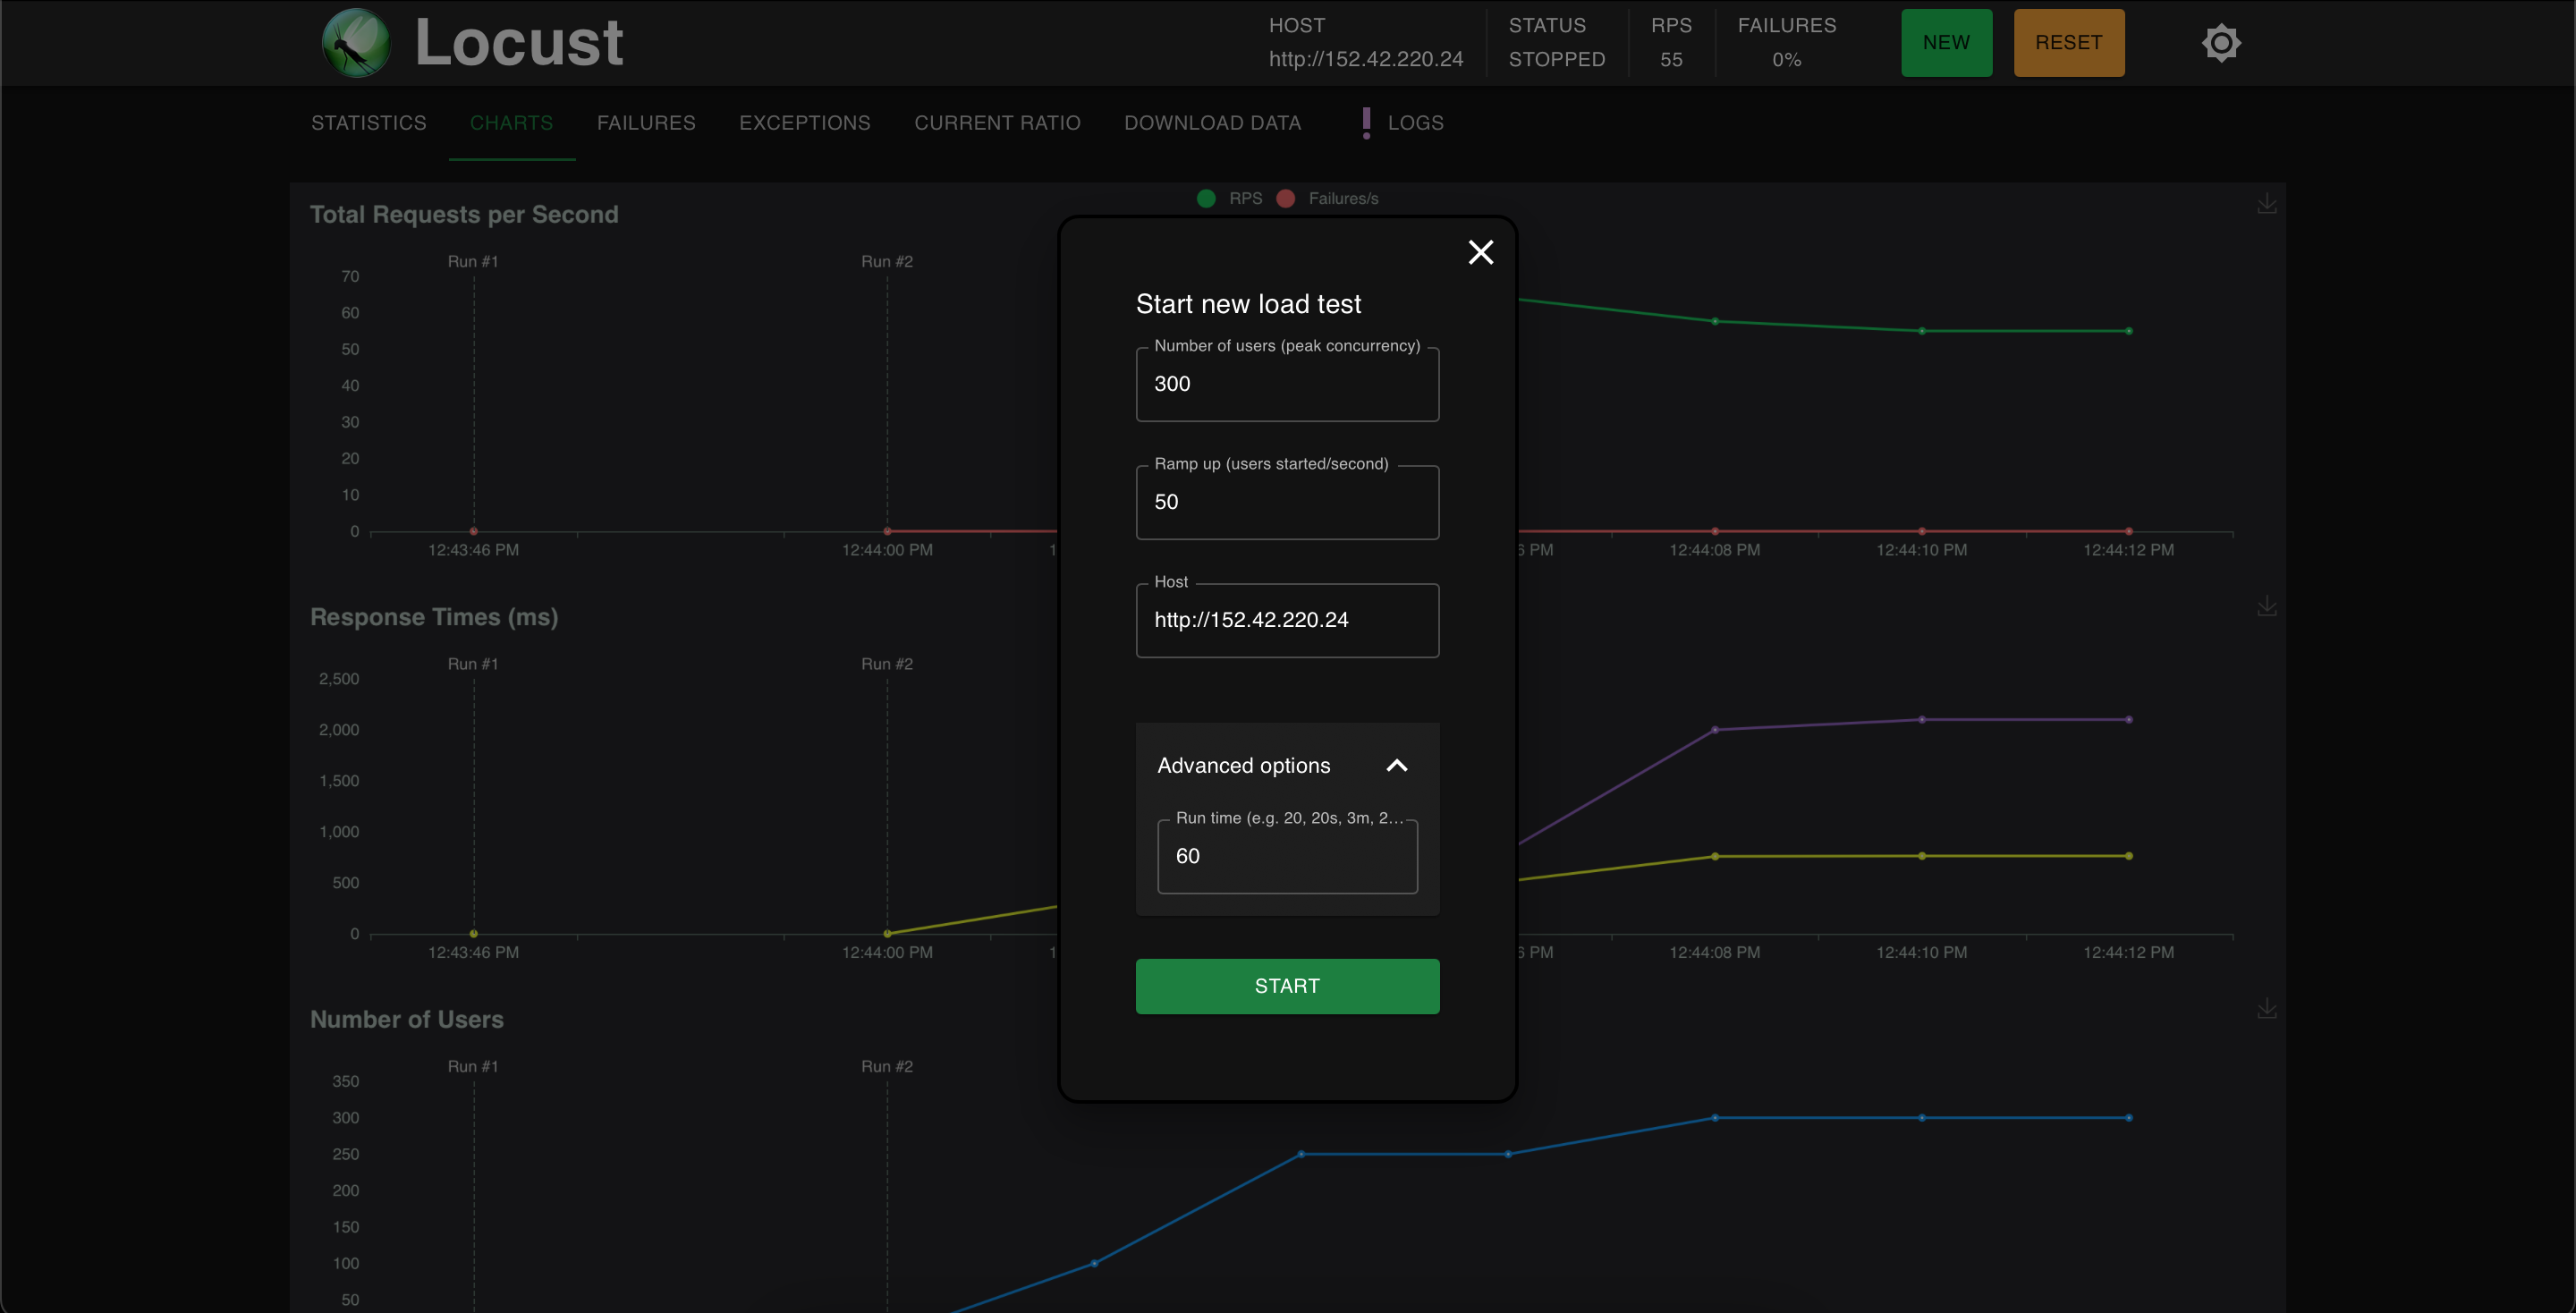 Locust
HOST
http://152.42.220.24
STATUS
STOPPED
RPS
55
FAILURES
0%
NEW
RESET
STATISTICS
CHARTS
FAILURES
EXCEPTIONS
CURRENT RATIO
DOWNLOAD DATA
LOGS
RPS
Failures/s
Total Requests per Second
Run #1
Run #2
70
60
50
40
30
20
10
0
12:43:46 PM
12:44:00 PM
1
6 PM
12:44:08 PM
12:44:10 PM
12:44:12 PM
Start new load test
Number of users (peak concurrency)
300
Ramp up (users started/second)
50
Host
http://152.42.220.24
Advanced options
Run time (e.g. 20, 20s, 3m, 2...
60
START
Response Times (ms)
Run #1
Run #2
2,500
2,000
1,500
1,000
500
0
12:43:46 PM
12:44:00 PM
1
6 PM
12:44:08 PM
12:44:10 PM
12:44:12 PM
Number of Users
Run #1
Run #2
350
300
250
200
150
100
50